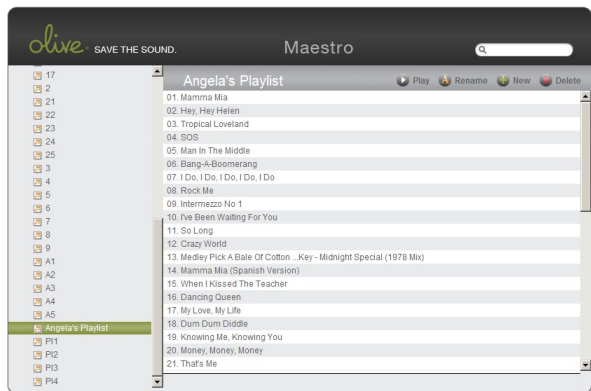 olive. SAVE THE SOUND.
Maestro
17
2
21
22
23
24
25
3
4
5
6
7
8
9
A1
A2
A3
A4
A5
Angela's Playlist
Pl1
Pl2
Pl3
Pl4
Angela's Playlist
Play Rename New Delete
01. Mamma Mia
02. Hey, Hey Helen
03. Tropical Loveland
04. SOS
05. Man In The Middle
06. Bang-A-Boomerang
07. I Do, I Do, I Do, I Do, I Do
08. Rock Me
09. Intermezzo No 1
10. I've Been Waiting For You
11. So Long
12. Crazy World
13. Medley Pick A Bale Of Cotton ...Key - Midnight Special (1978 Mix)
14. Mamma Mia (Spanish Version)
15. When I Kissed The Teacher
16. Dancing Queen
17. My Love, My Life
18. Dum Dum Diddle
19. Knowing Me, Knowing You
20. Money, Money, Money
21. That's Me